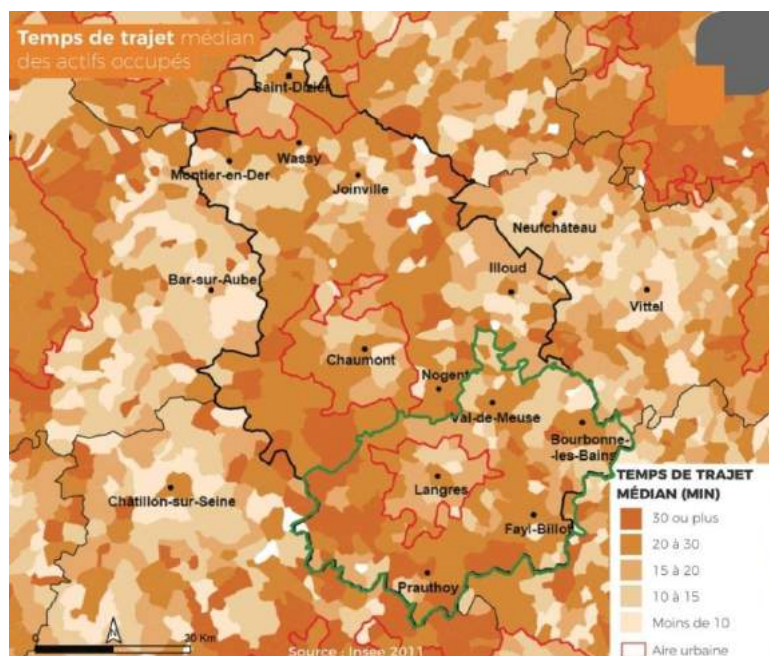 Temps de trajet médian
des actifs occupés
Saint-Dizier
Wassy
Montier-en-Der
Joinville
Neufchâteau
Bar-sur-Aube
Illoud
Vittel
Chaumont
Nogent
Val-de-Meuse
Bourbonne-
-les-Bains
Langres
Châtillon-sur-Seine
Fayl-Billot
Prauthoy
TEMPS DE TRAJET
MÉDIAN (MIN)
30 ou plus
20 à 30
15 à 20
10 à 15
Moins de 10
Aire urbaine
0 30 Km
Source : Insee 2011